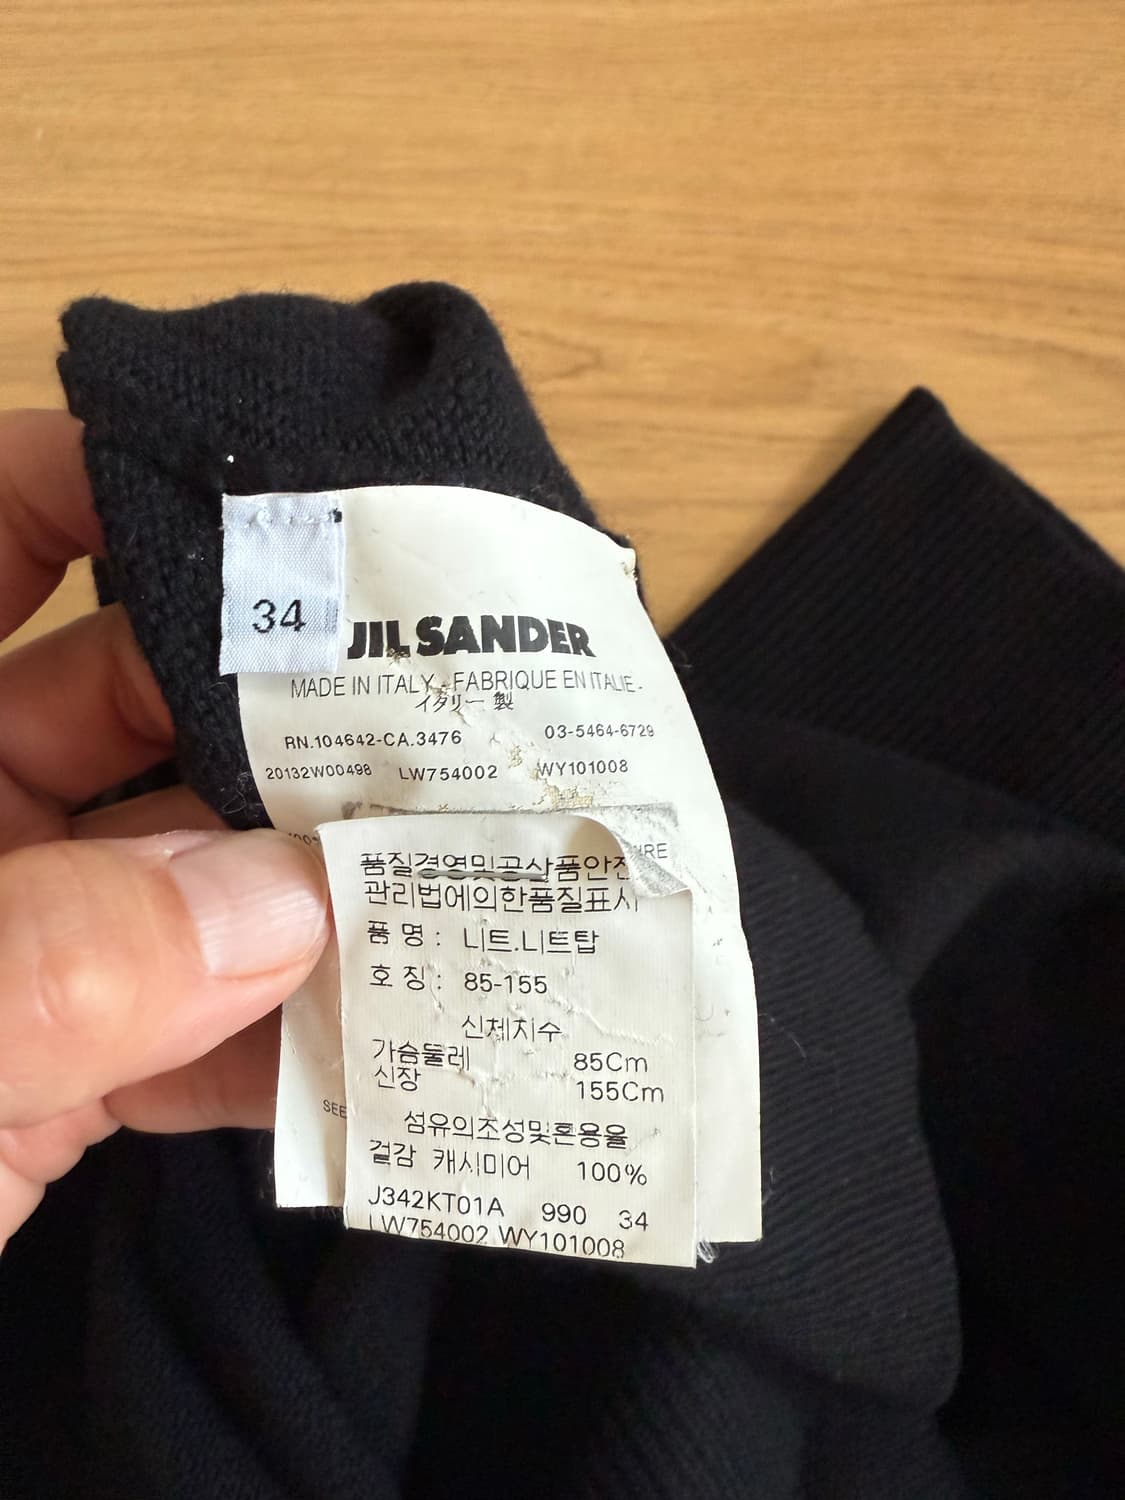 34
JIL SANDER
MADE IN ITALY - FABRIQUE EN ITALIE -
イタリー 製
RN.104642-CA.3476 03-5464-6729
20132W00498 LW754002 WY101008
품질경영및공산품안전
관리법에의한품질표시
품 명 : 니트.니트탑
호 칭 : 85-155
신체치수
가슴둘레 85Cm
신장 155Cm
섬유의조성및혼용율
겉감 캐시미어 100%
J342KT01A 990 34
LW754002 WY101008
SEE